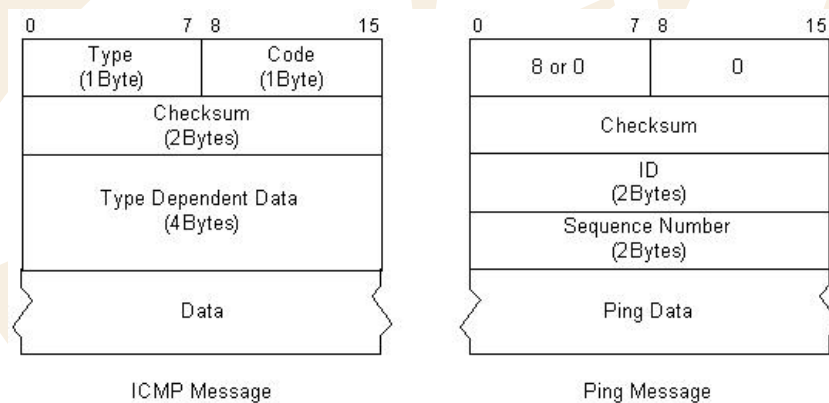 0 7 8 15
Type
(1Byte)
Code
(1Byte)
Checksum
(2Bytes)
Type Dependent Data
(4Bytes)
Data
ICMP Message
0 7 8 15
8 or 0
0
Checksum
ID
(2Bytes)
Sequence Number
(2Bytes)
Ping Data
Ping Message